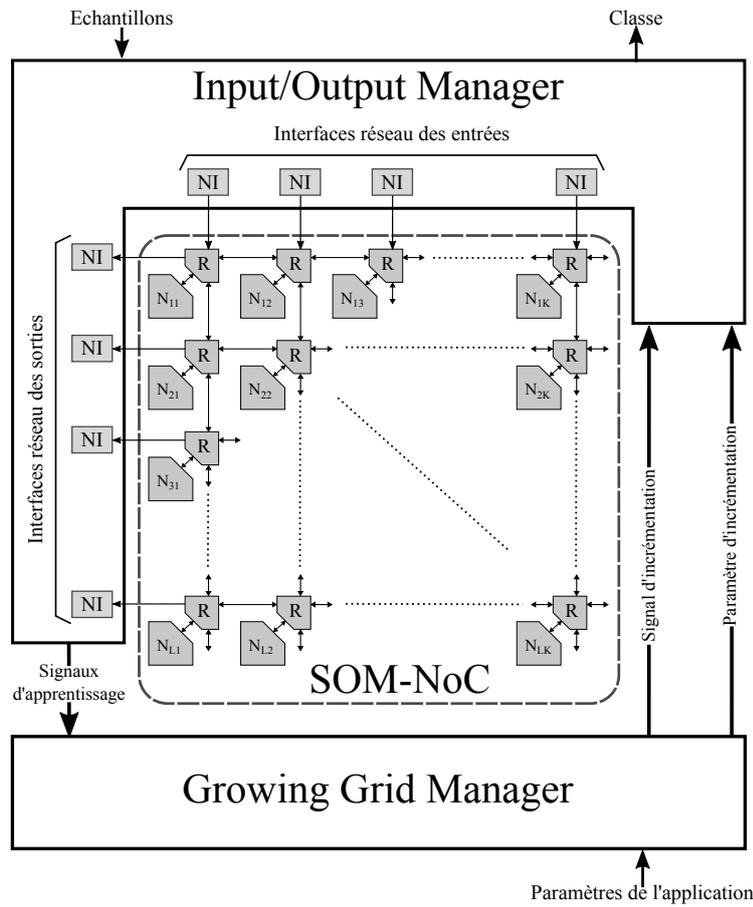 Echantillons
Classe
Input/Output Manager
Interfaces réseau des entrées
NI NI NI NI
Interfaces réseau des sorties
NI R R R R
N11 N12 N13 N1K
NI R R R
N21 N22 N2K
NI R
N31
NI R R R
NL1 NL2 NLK
SOM-NoC
Signal d'incrémentation
Paramètre d'incrémentation
Signaux
d'apprentissage
Growing Grid Manager
Paramètres de l'application